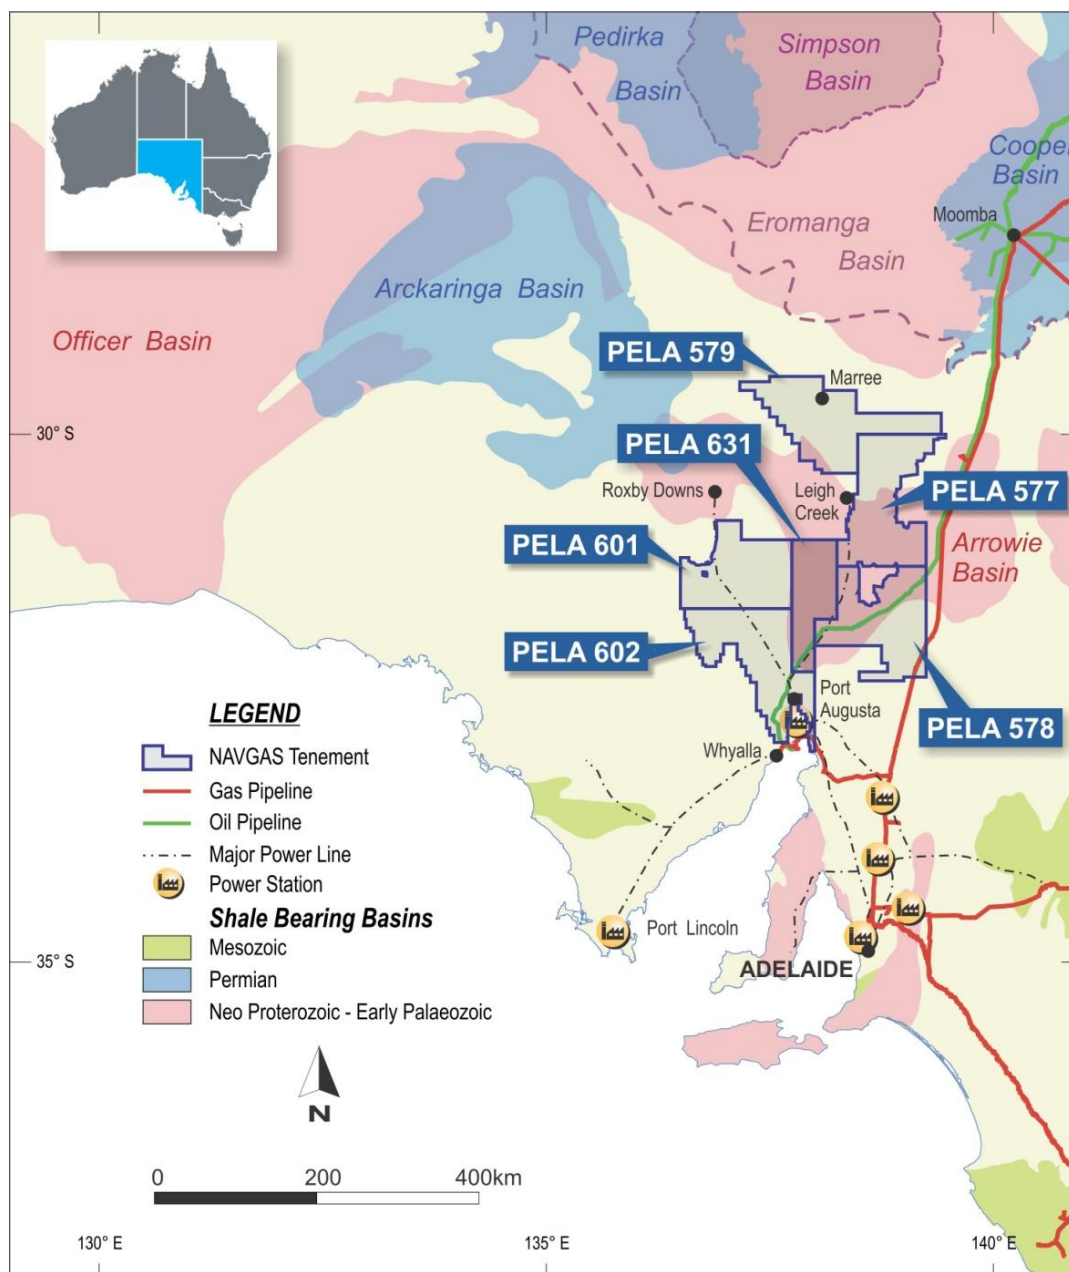 Pedirka
Basin
Simpson
Basin
Cooper
Basin
Moomba
Eromanga
Basin
Arckaringa Basin
Officer Basin
PELA 579
Marree
30° S
PELA 631
Roxby Downs
Leigh
Creek
PELA 577
PELA 601
Arrowie
Basin
PELA 602
Port
Augusta
PELA 578
Whyalla
LEGEND
NAVGAS Tenement
Gas Pipeline
Oil Pipeline
Major Power Line
Power Station
Shale Bearing Basins
Mesozoic
Permian
Neo Proterozoic - Early Palaeozoic
Port Lincoln
35° S
ADELAIDE
N
0 200 400km
130° E 135° E 140° E